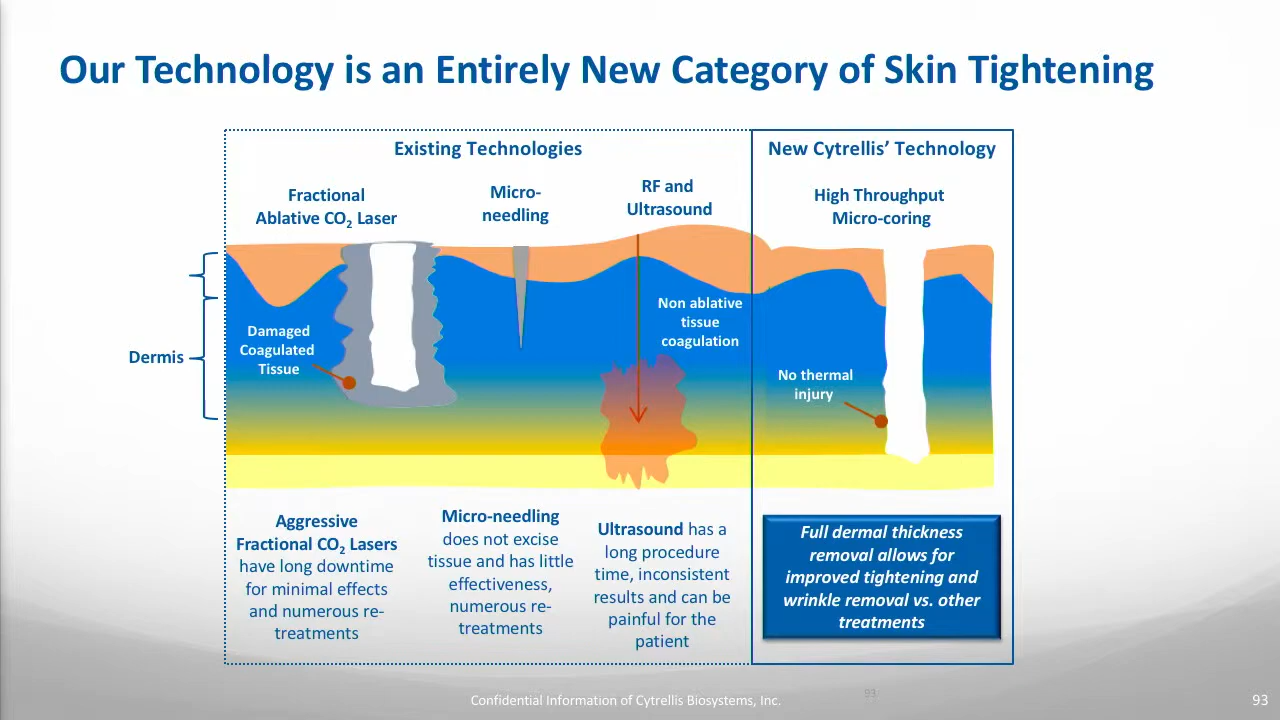 Our Technology is an Entirely New Category of Skin Tightening
Existing Technologies
New Cytrellis’ Technology
Fractional
Ablative CO₂ Laser
Micro-
needling
RF and
Ultrasound
High Throughput
Micro-coring
Non ablative
tissue
coagulation
Damaged
Coagulated
Tissue
Dermis
No thermal
injury
Aggressive
Fractional CO₂ Lasers
have long downtime
for minimal effects
and numerous re-
treatments
Micro-needling
does not excise
tissue and has little
effectiveness,
numerous re-
treatments
Ultrasound has a
long procedure
time, inconsistent
results and can be
painful for the
patient
Full dermal thickness
removal allows for
improved tightening and
wrinkle removal vs. other
treatments
93
Confidential Information of Cytrellis Biosystems, Inc.
93